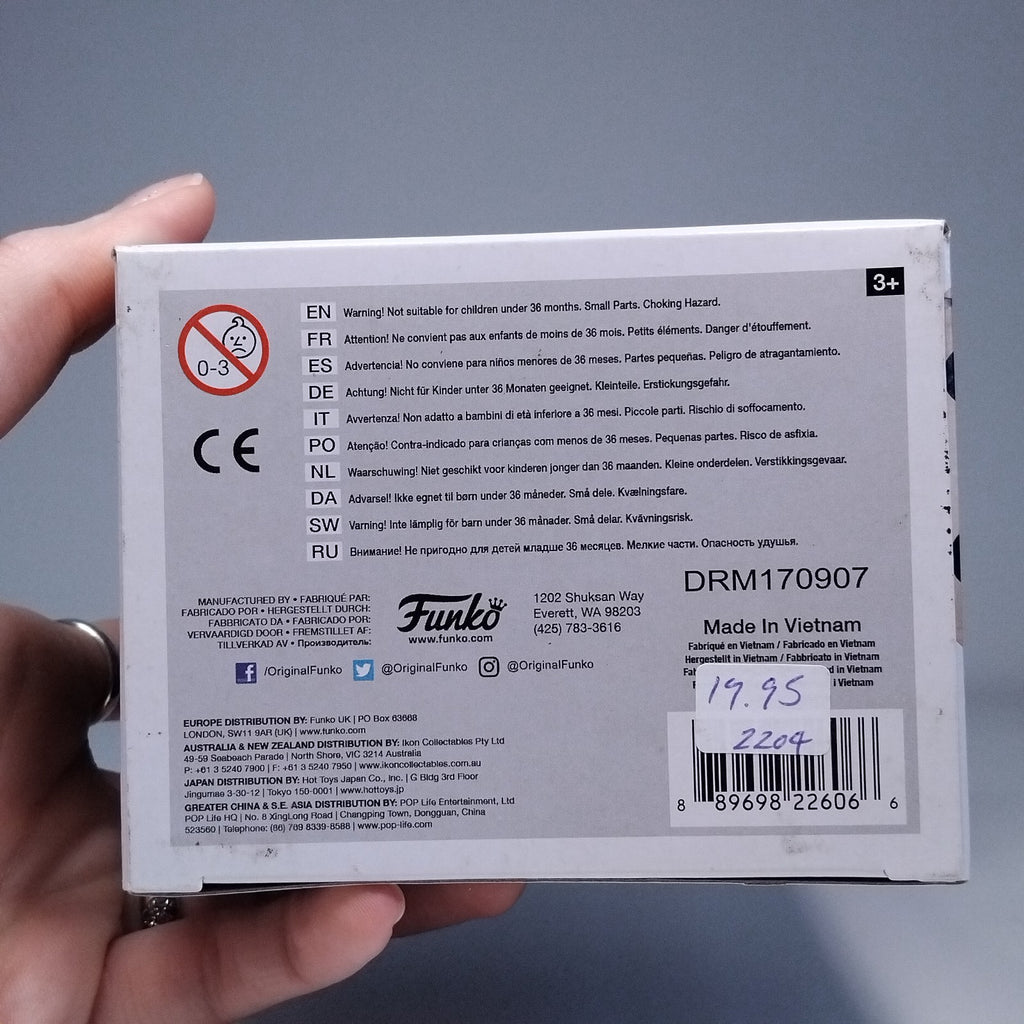 3+
0-3
EN Warning! Not suitable for children under 36 months. Small Parts. Choking Hazard.
FR Attention! Ne convient pas aux enfants de moins de 36 mois. Petits éléments. Danger d'étouffement.
ES Advertencia! No conviene para niños menores de 36 meses. Partes pequeñas. Peligro de atragantamiento.
DE Achtung! Nicht für Kinder unter 36 Monaten geeignet. Kleinteile. Erstickungsgefahr.
IT Avvertenza! Non adatto a bambini di età inferiore a 36 mesi. Piccole parti. Rischio di soffocamento.
PO Atenção! Contra-indicado para crianças com menos de 36 meses. Pequenas partes. Risco de asfixia.
NL Waarschuwing! Niet geschikt voor kinderen jonger dan 36 maanden. Kleine onderdelen. Verstikkingsgevaar.
DA Advarsel! Ikke egnet til børn under 36 måneder. Små dele. Kvælningsfare.
SW Varning! Inte lämplig för barn under 36 månader. Små delar. Kvävningsrisk.
RU Внимание! Не пригодно для детей младше 36 месяцев. Мелкие части. Опасность удушья.
CE
MANUFACTURED BY • FABRIQUÉ PAR:
FABRICADO POR • HERGESTELLT DURCH:
FABBRICATO DA • FABRICADO POR:
VERVAARDIGD DOOR • FREMSTILLET AF:
TILLVERKAD AV • Производитель:
Funko
www.funko.com
1202 Shuksan Way
Everett, WA 98203
(425) 783-3616
/OriginalFunko @OriginalFunko @OriginalFunko
DRM170907
Made In Vietnam
Fabriqué en Vietnam / Fabricado en Vietnam
Hergestellt in Vietnam / Fabbricato in Vietnam
in Vietnam
i Vietnam
19.95
2204
8 89698 22606 6
EUROPE DISTRIBUTION BY: Funko UK | PO Box 63668
LONDON, SW11 9AR (UK) | www.funko.com
AUSTRALIA & NEW ZEALAND DISTRIBUTION BY: Ikon Collectables Pty Ltd
49-59 Seabeach Parade | North Shore, VIC 3214 Australia
P: +61 3 5240 7900 | F: +61 3 5240 7950 | www.ikoncollectables.com.au
JAPAN DISTRIBUTION BY: Hot Toys Japan Co., Inc. | G Bldg 3rd Floor
Jingumae 3-30-12 | Tokyo 150-0001 | www.hottoys.jp
GREATER CHINA & S.E. ASIA DISTRIBUTION BY: POP Life Entertainment, Ltd
POP Life HQ | No. 8 XingLong Road | Changping Town, Dongguan, China
523560 | Telephone: (86) 769 8339-8588 | www.pop-life.com